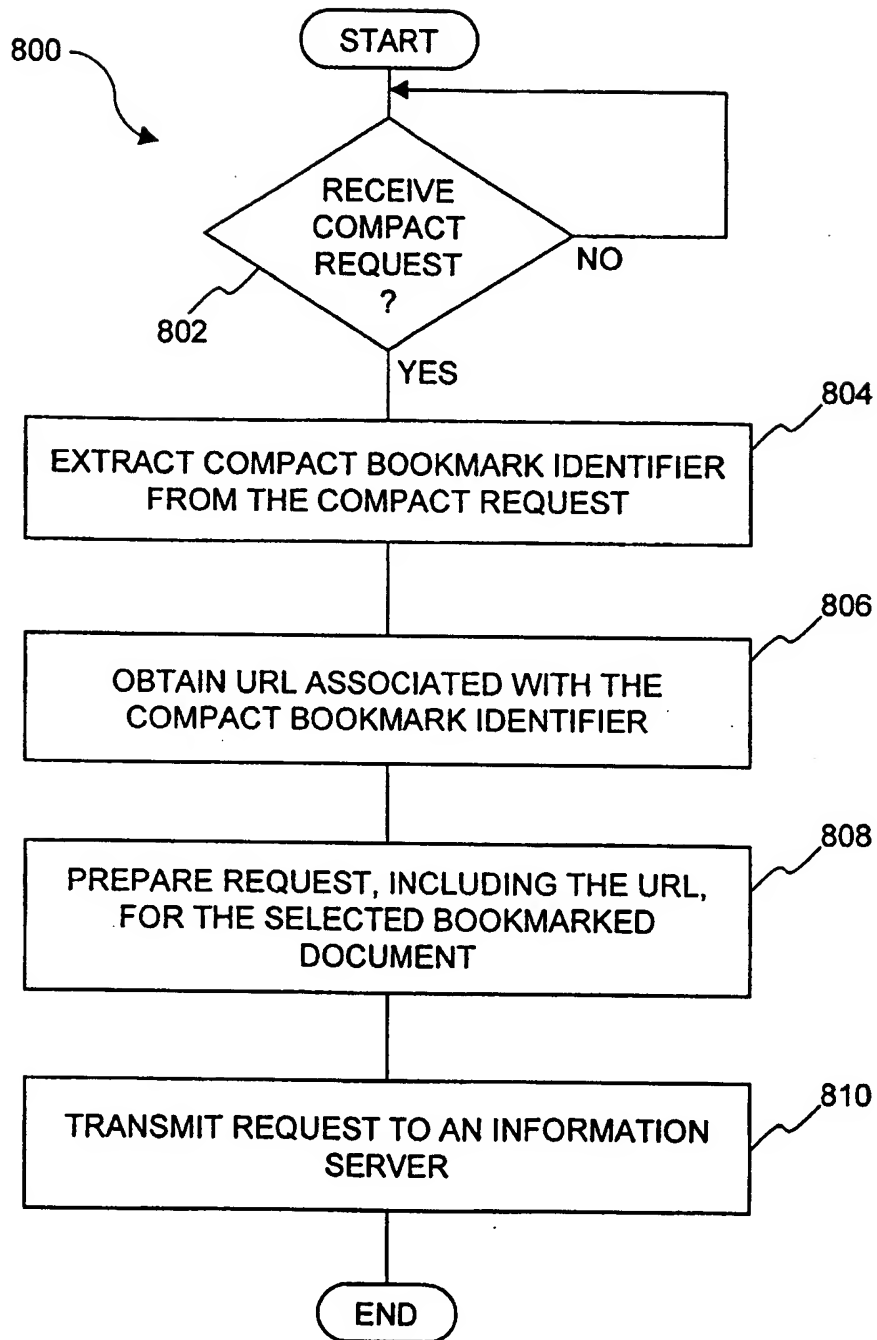 START
800
RECEIVE
COMPACT
REQUEST
?
NO
802
YES
804
EXTRACT COMPACT BOOKMARK IDENTIFIER
FROM THE COMPACT REQUEST
806
OBTAIN URL ASSOCIATED WITH THE
COMPACT BOOKMARK IDENTIFIER
808
PREPARE REQUEST, INCLUDING THE URL,
FOR THE SELECTED BOOKMARKED
DOCUMENT
810
TRANSMIT REQUEST TO AN INFORMATION
SERVER
END